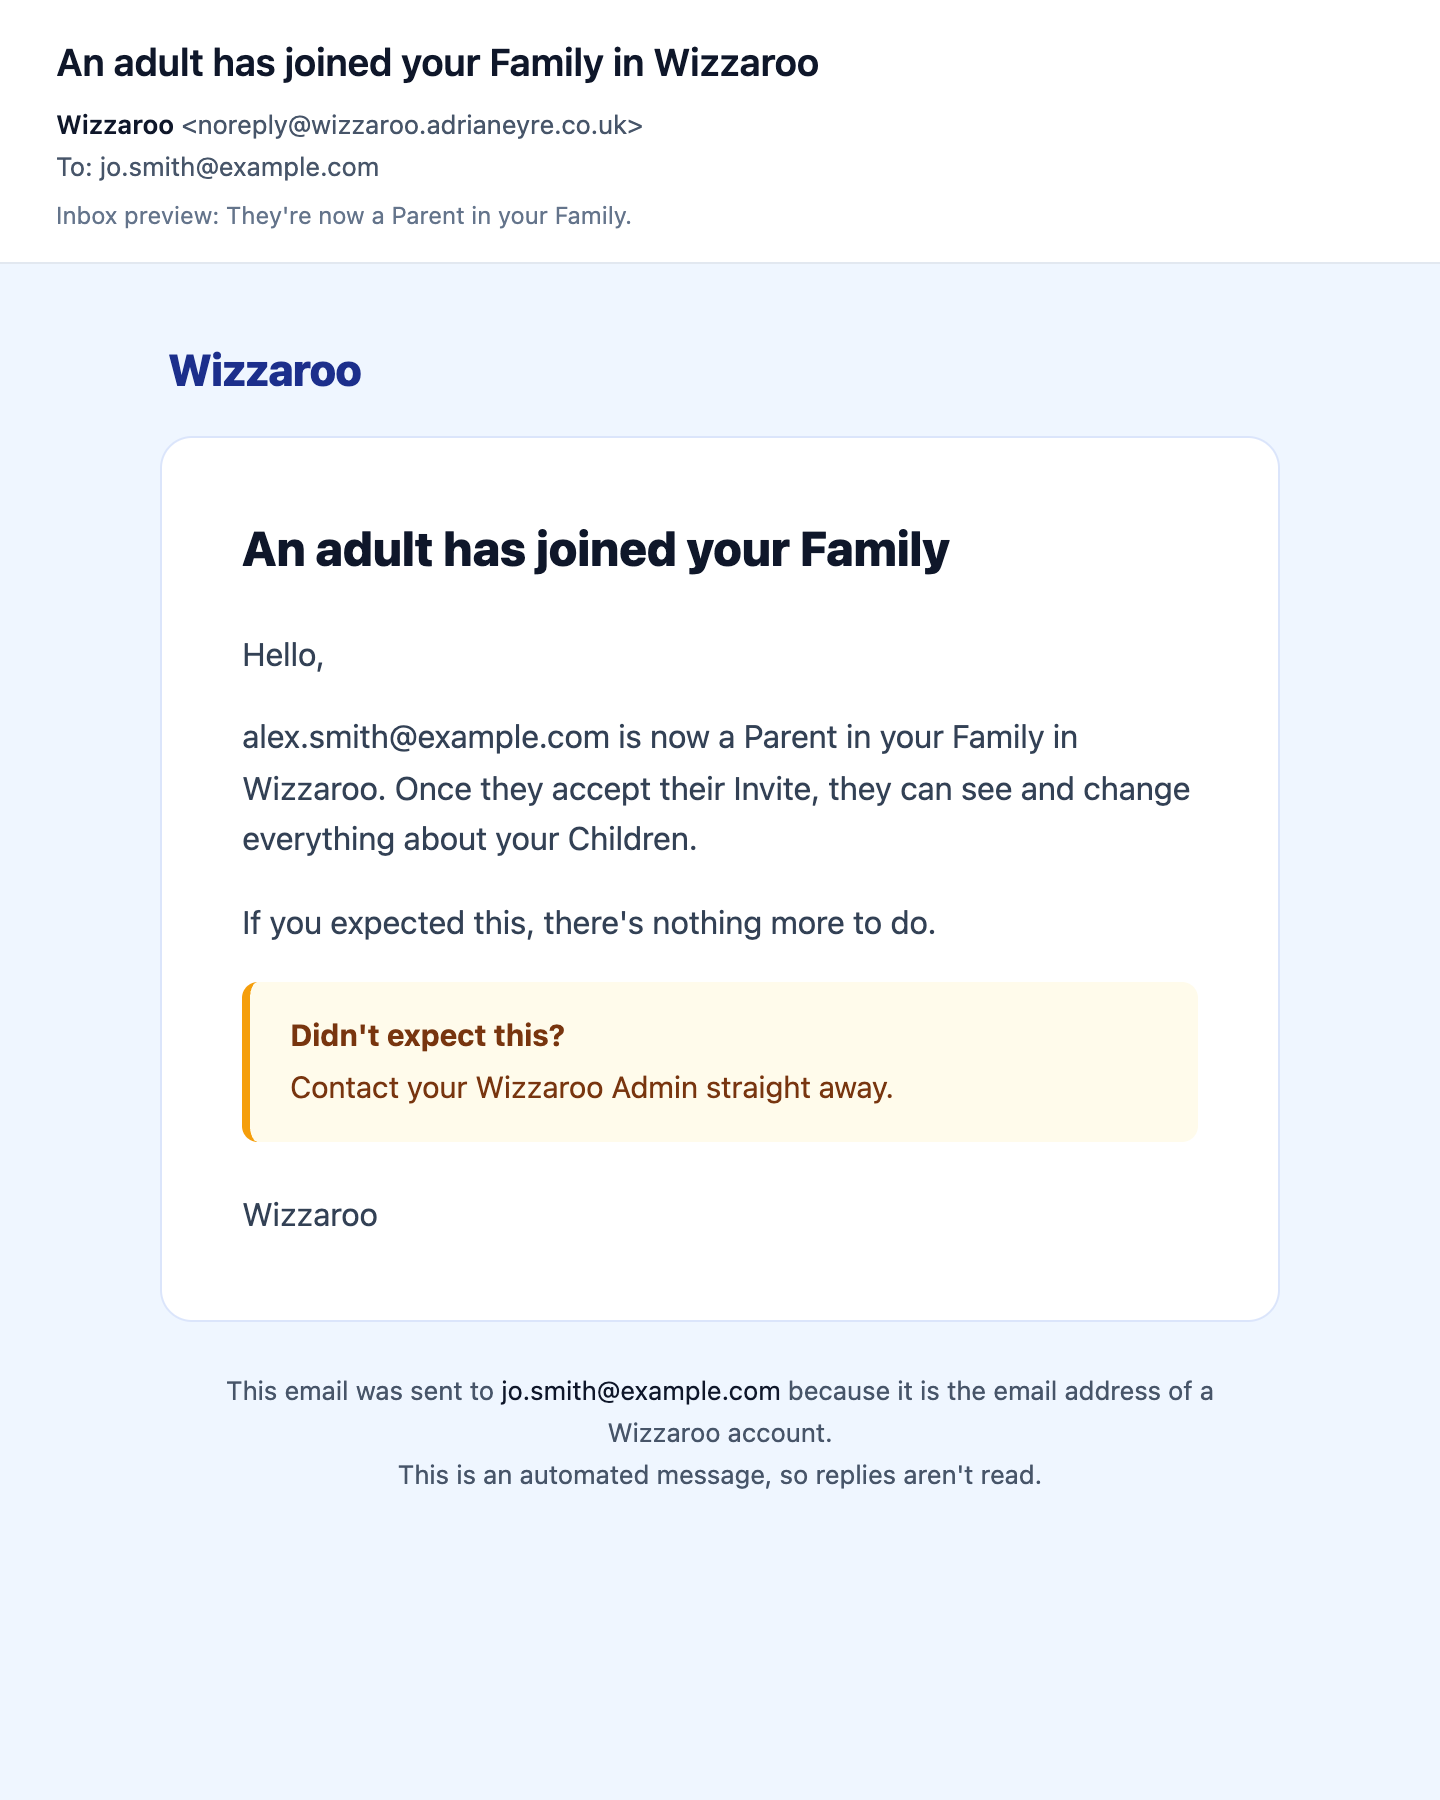 An adult has joined your Family in Wizzaroo
Wizzaroo <noreply@wizzaroo.adrianeyre.co.uk>
To: jo.smith@example.com
Inbox preview: They're now a Parent in your Family.
Wizzaroo
An adult has joined your Family
Hello,
alex.smith@example.com is now a Parent in your Family in
Wizzaroo. Once they accept their Invite, they can see and change
everything about your Children.
If you expected this, there's nothing more to do.
Didn't expect this?
Contact your Wizzaroo Admin straight away.
Wizzaroo
This email was sent to jo.smith@example.com because it is the email address of a
Wizzaroo account.
This is an automated message, so replies aren't read.